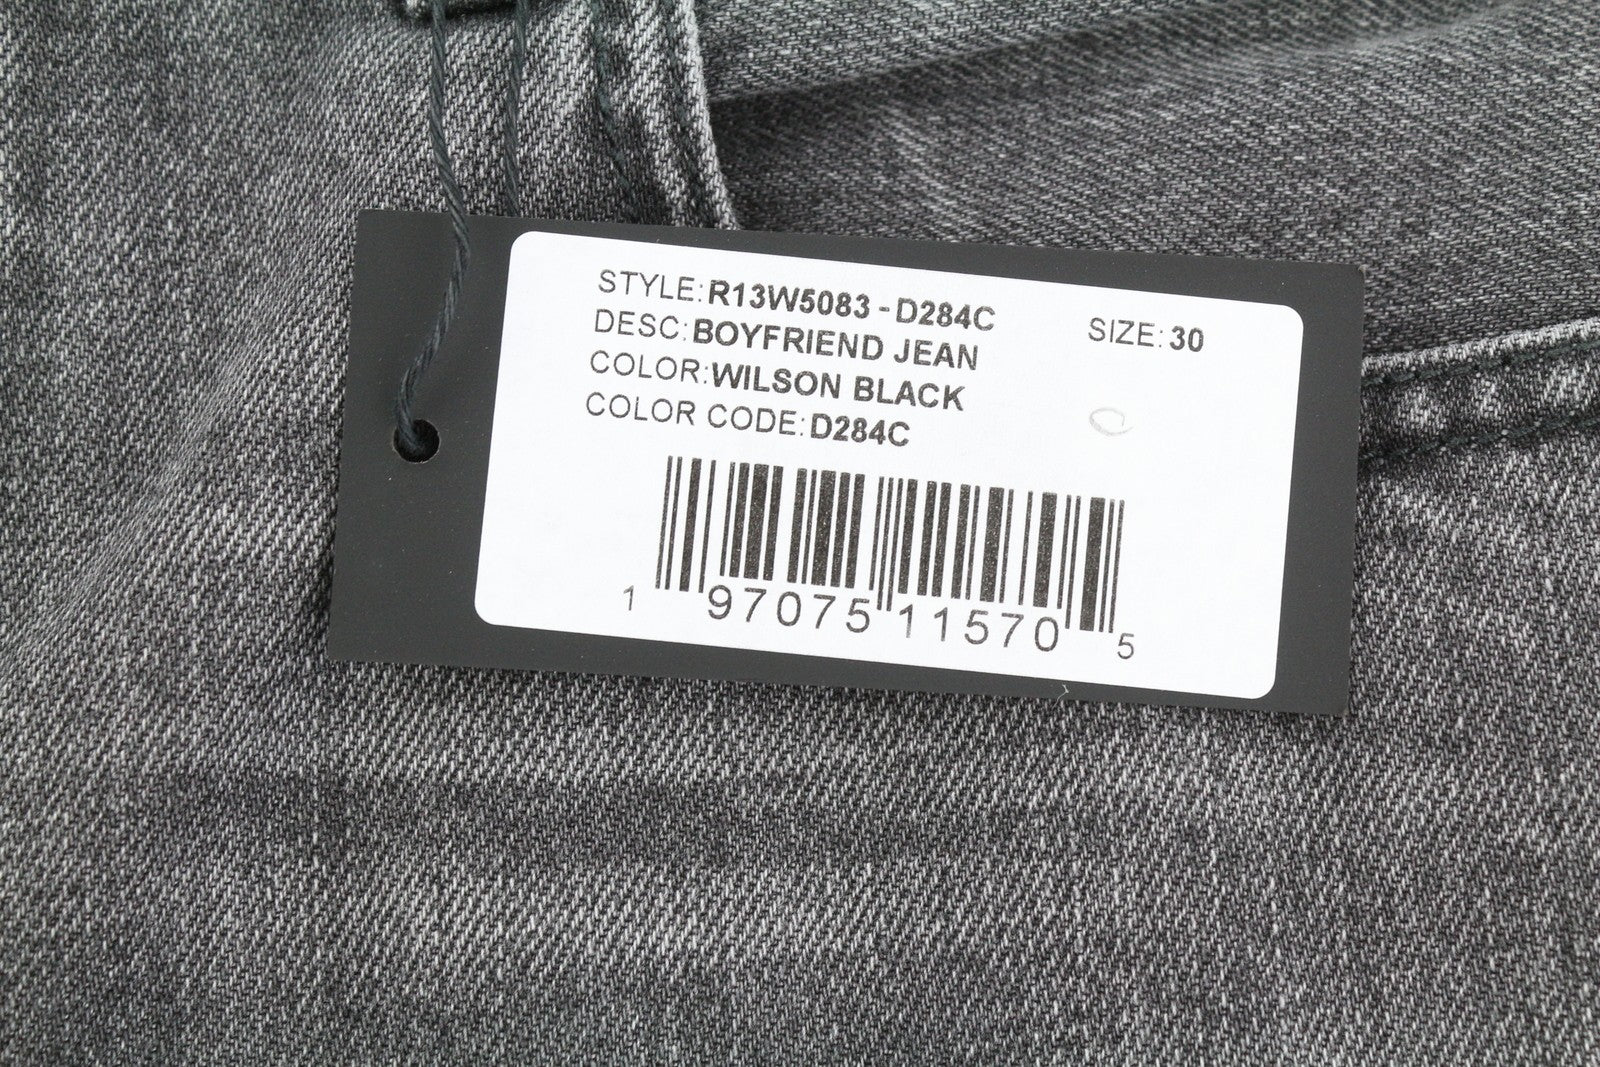 STYLE: R13W5083 - D284C
SIZE: 30
DESC: BOYFRIEND JEAN
COLOR: WILSON BLACK
COLOR CODE: D284C
1 97075 11570 5